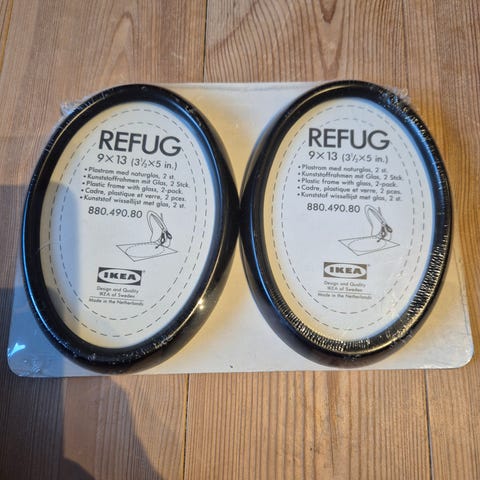 REFUG
9×13 (3½×5 in.)
• Plastram med naturglas, 2 st.
• Kunststoffrahmen mit Glas, 2 Stck.
• Plastic frame with glass, 2-pack.
• Cadre, plastique et verre, 2 pces.
• Kunststof wissellijst met glas, 2 st.
880.490.80
IKEA
Design and Quality
IKEA of Sweden
Made in the Netherlands
REFUG
9×13 (3½×5 in.)
• Plastram med naturglas, 2 st.
• Kunststoffrahmen mit Glas, 2 Stck.
• Plastic frame with glass, 2-pack.
• Cadre, plastique et verre, 2 pces.
• Kunststof wissellijst met glas, 2 st.
880.490.80
IKEA
Design and Quality
IKEA of Sweden
Made in the Netherlands